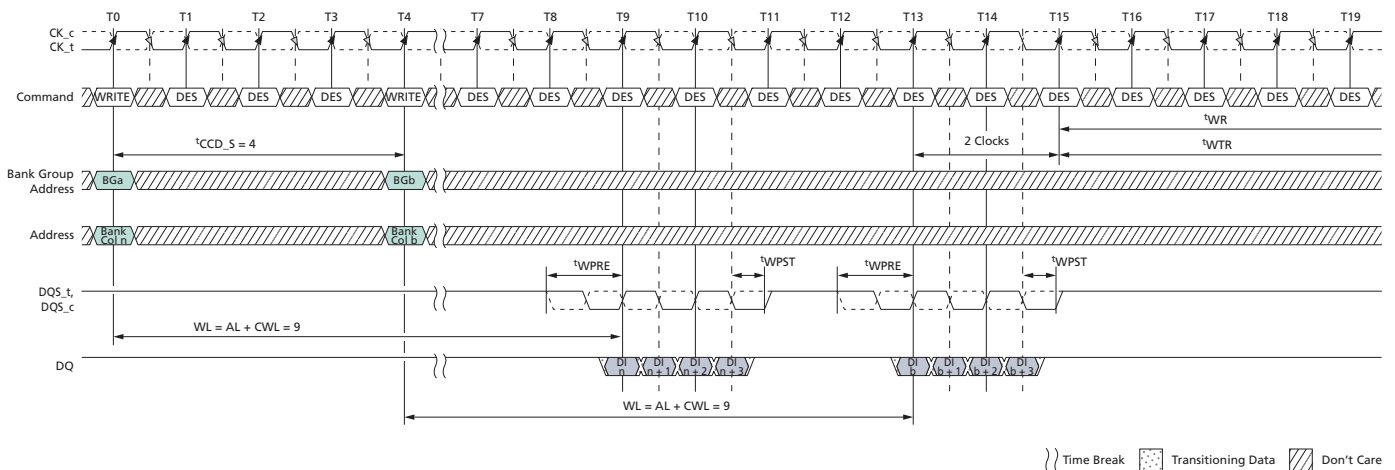 T0 T1 T2 T3 T4 T7 T8 T9 T10 T11 T12 T13 T14 T15 T16 T17 T18 T19
CK_c
CK_t
Command WRITE DES DES DES WRITE DES DES DES DES DES DES DES DES DES DES DES DES DES
tWR
tCCD_S = 4
2 Clocks
tWTR
Bank Group
Address
BGa BGb
Address
Bank
Col n
Bank
Col b
tWPRE tWPST tWPRE tWPST
DQS_t,
DQS_c
WL = AL + CWL = 9
DQ
DI
n
DI
n + 1
DI
n + 2
DI
n + 3
DI
b
DI
b + 1
DI
b + 2
DI
b + 3
WL = AL + CWL = 9
Time Break Transitioning Data Don't Care